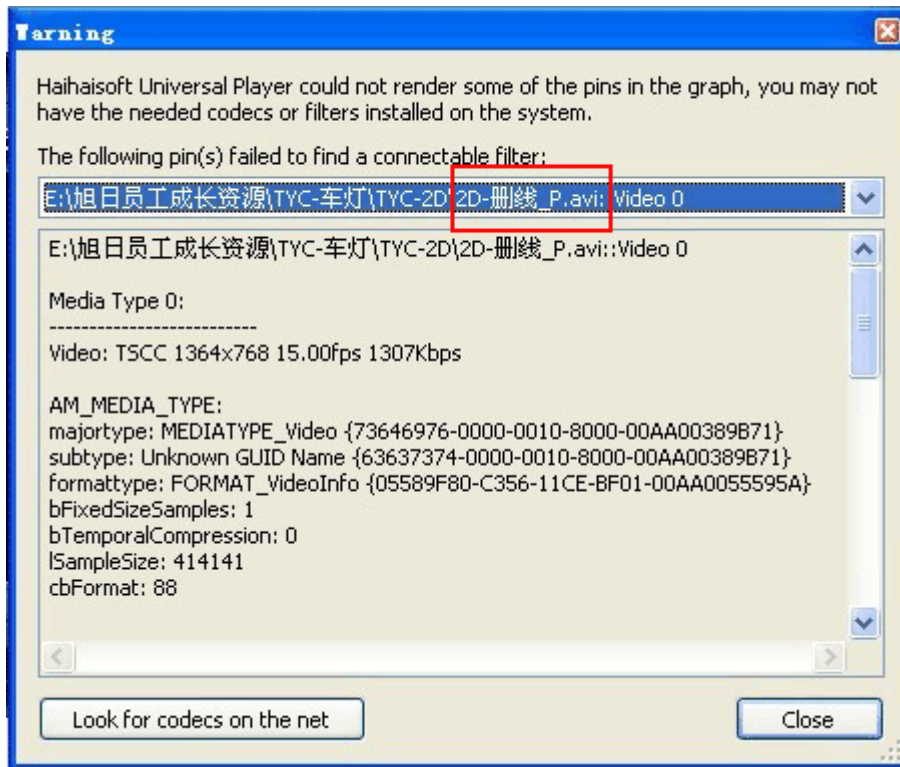 Warning
Haihaisoft Universal Player could not render some of the pins in the graph, you may not
have the needed codecs or filters installed on the system.
The following pin(s) failed to find a connectable filter:
E:\旭日员工成长资源\TYC-车灯\TYC-2D\2D-删线_P.avi::Video 0
E:\旭日员工成长资源\TYC-车灯\TYC-2D\2D-删线_P.avi::Video 0
Media Type 0:
--------------------------
Video: TSCC 1364x768 15.00fps 1307Kbps
AM_MEDIA_TYPE:
majortype: MEDIATYPE_Video {73646976-0000-0010-8000-00AA00389B71}
subtype: Unknown GUID Name {63637374-0000-0010-8000-00AA00389B71}
formattype: FORMAT_VideoInfo {05589F80-C356-11CE-BF01-00AA0055595A}
bFixedSizeSamples: 1
bTemporalCompression: 0
lSampleSize: 414141
cbFormat: 88
Look for codecs on the net
Close